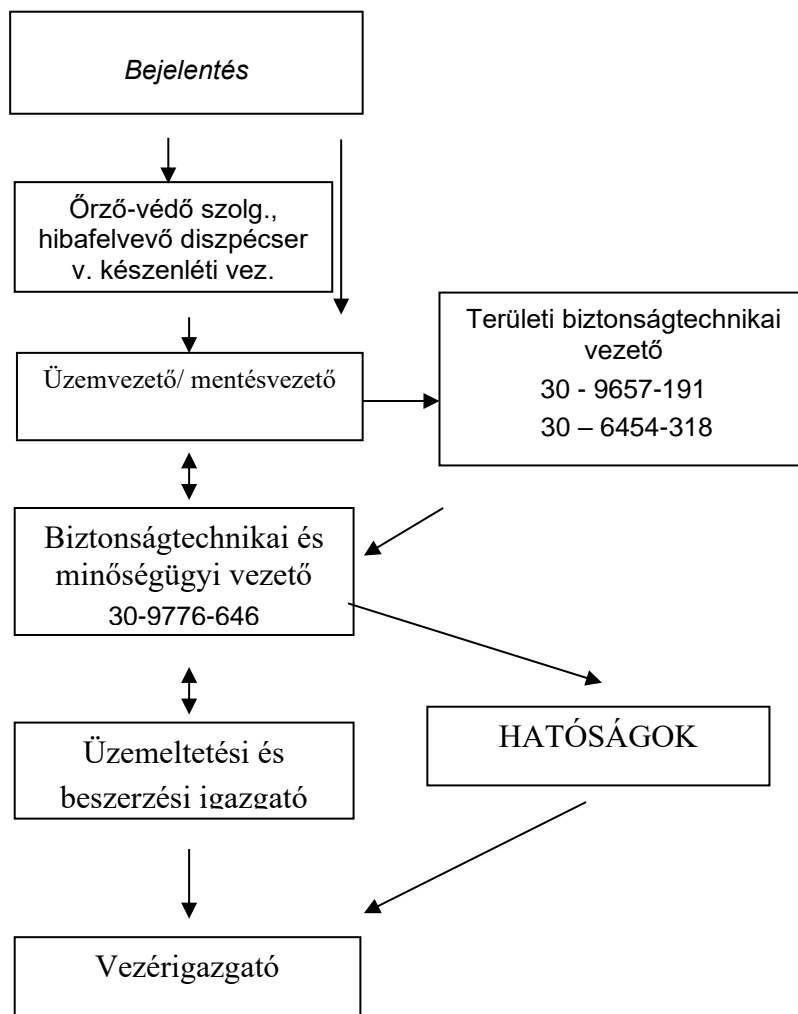 Bejelentés
Őrző-védő szolg.,
hibafelvevő diszpécser
v. készenléti vez.
Területi biztonságtechnikai
vezető
30 - 9657-191
30 – 6454-318
Üzemvezető/ mentésvezető
Biztonságtechnikai és
minőségügyi vezető
30-9776-646
HATÓSÁGOK
Üzemeltetési és
beszerzési igazgató
Vezérigazgató